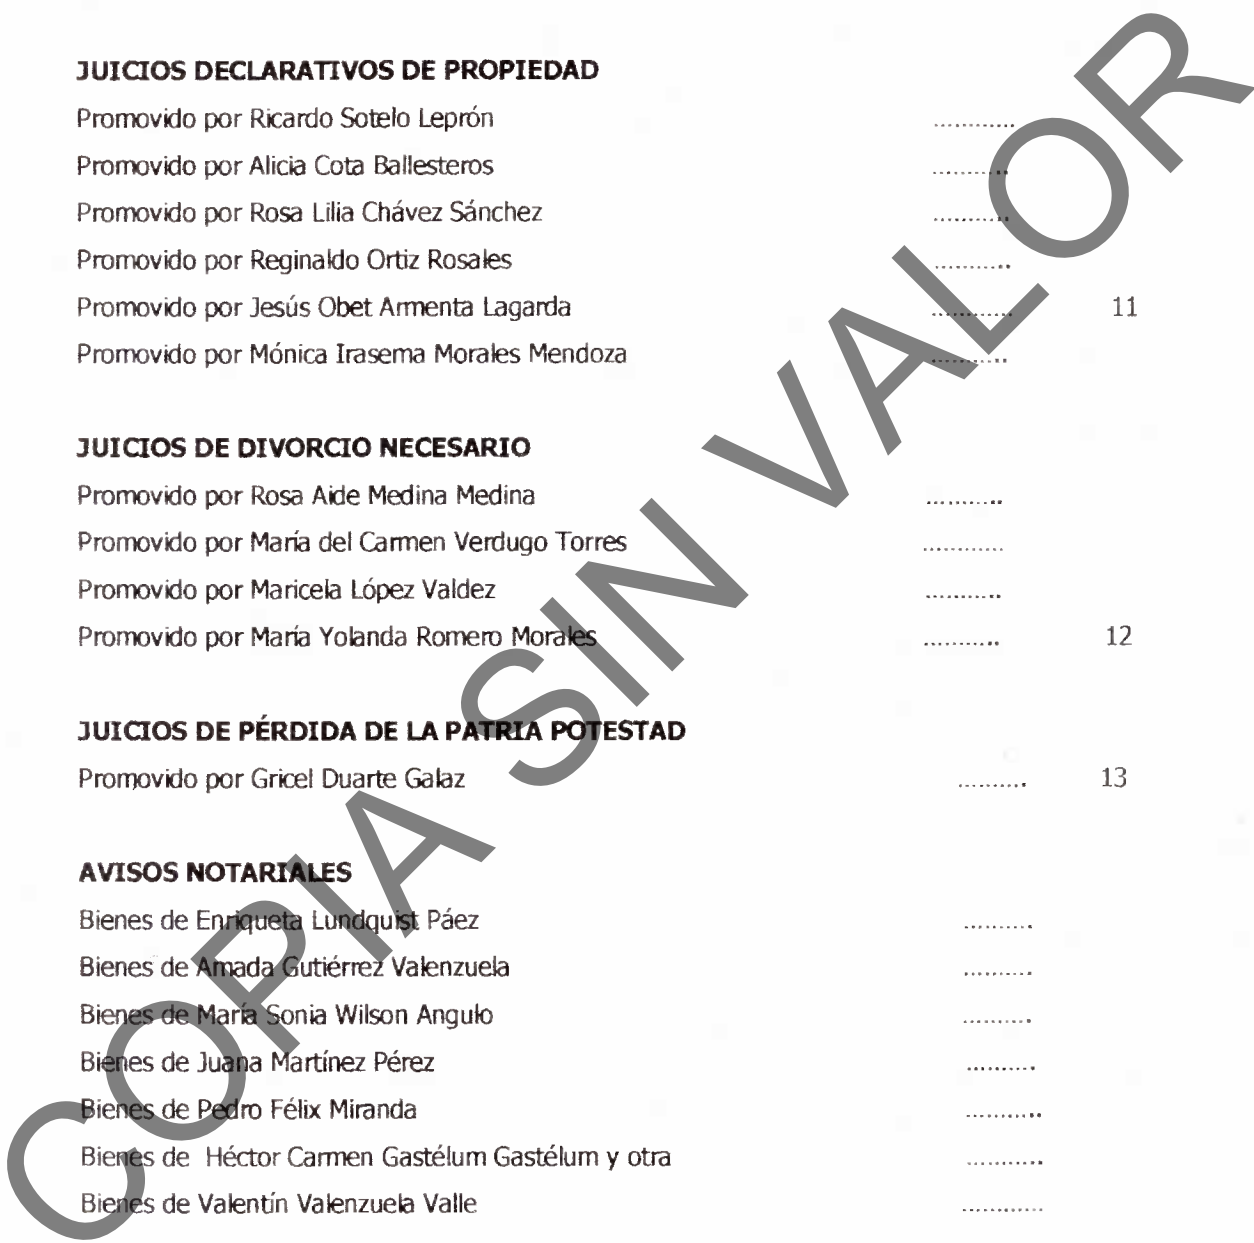 JUICIOS DECLARATIVOS DE PROPIEDAD
Promovido por Ricardo Sotelo Leprón ...........
Promovido por Alicia Cota Ballesteros ...........
Promovido por Rosa Lilia Chávez Sánchez ...........
Promovido por Reginaldo Ortiz Rosales ...........
Promovido por Jesús Obet Armenta Lagarda ........... 11
Promovido por Mónica Irasema Morales Mendoza ...........
JUICIOS DE DIVORCIO NECESARIO
Promovido por Rosa Aide Medina Medina ...........
Promovido por María del Carmen Verdugo Torres ...........
Promovido por Maricela López Valdez ...........
Promovido por María Yolanda Romero Morales ........... 12
JUICIOS DE PÉRDIDA DE LA PATRIA POTESTAD
Promovido por Gricel Duarte Galaz .......... 13
AVISOS NOTARIALES
Bienes de Enriqueta Lundquist Páez ..........
Bienes de Amada Gutiérrez Valenzuela ..........
Bienes de María Sonia Wilson Angulo ..........
Bienes de Juana Martínez Pérez ..........
Bienes de Pedro Félix Miranda ...........
Bienes de Héctor Carmen Gastélum Gastélum y otra ...........
Bienes de Valentín Valenzuela Valle ............
COPIA SIN VALOR